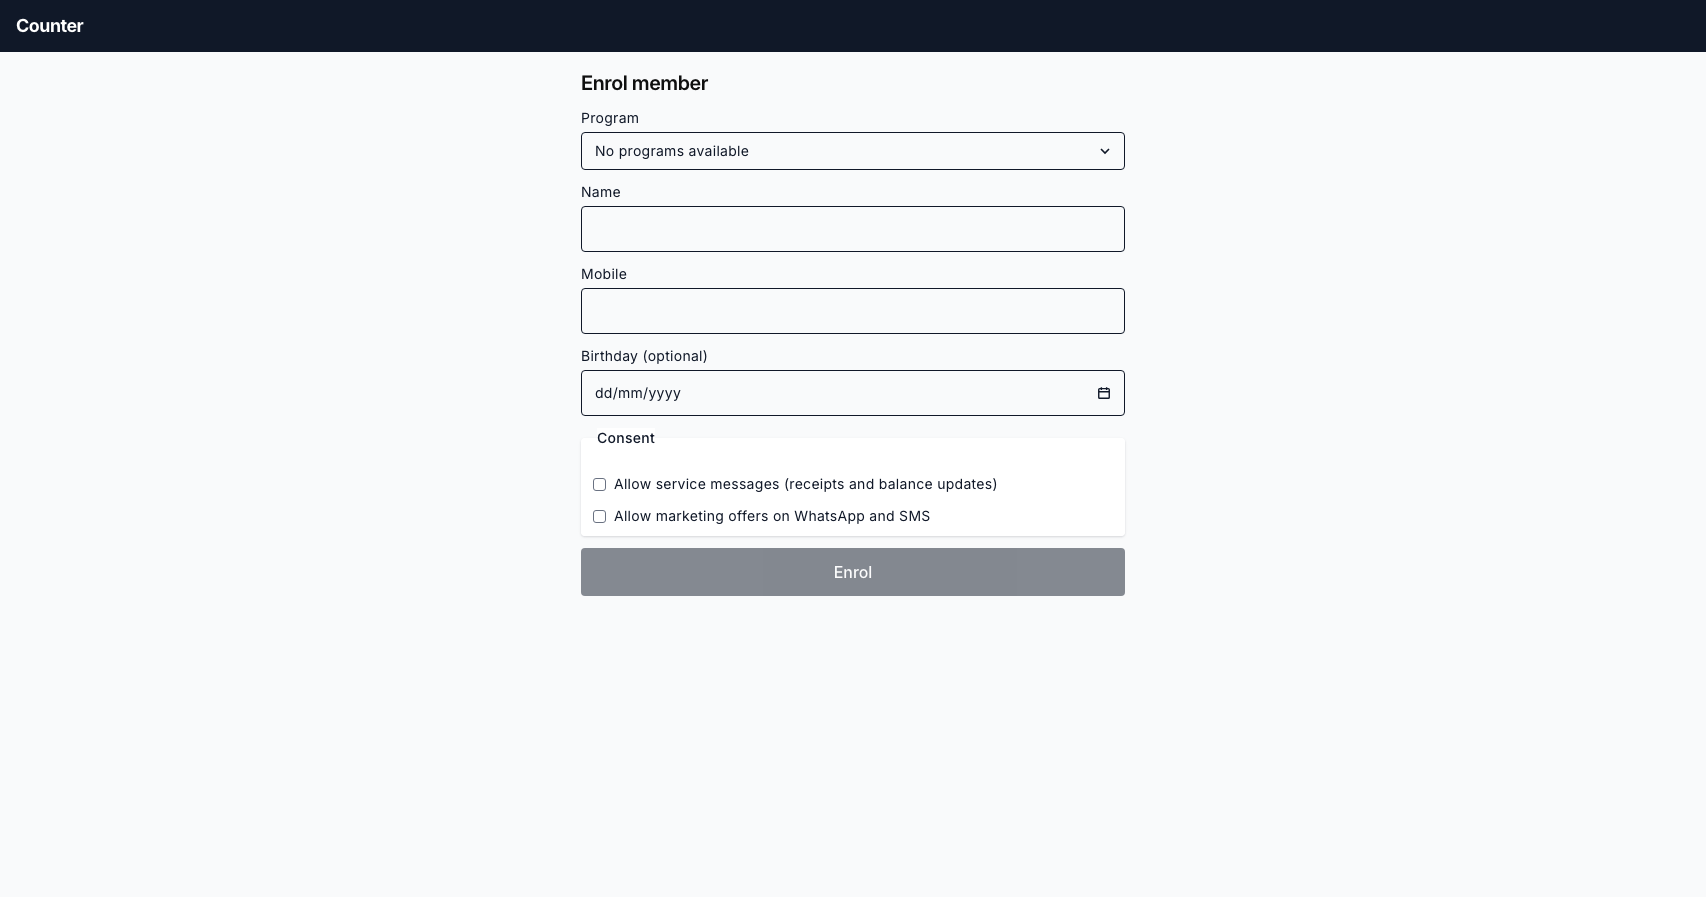 Counter
Enrol member
Program
No programs available
Name
Mobile
Birthday (optional)
dd/mm/yyyy
Consent
Allow service messages (receipts and balance updates)
Allow marketing offers on WhatsApp and SMS
Enrol